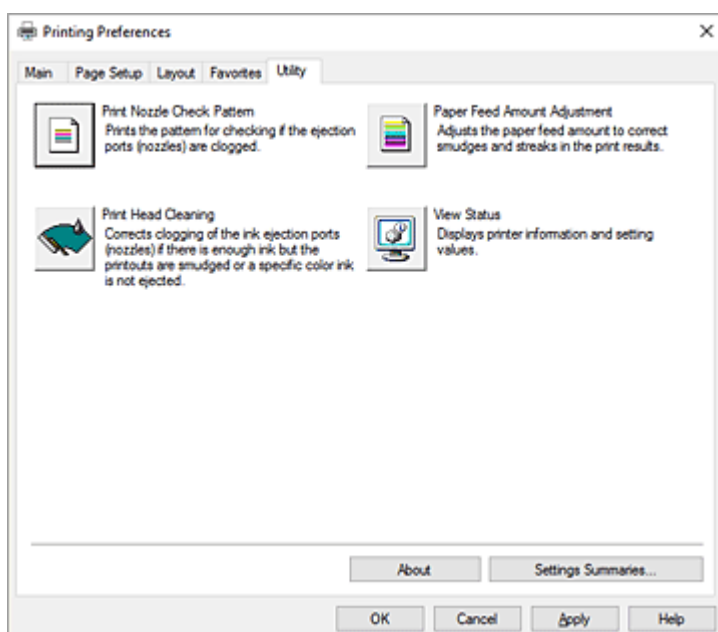 Printing Preferences
Main Page Setup Layout Favorites Utility
Print Nozzle Check Pattern
Prints the pattern for checking if the ejection
ports (nozzles) are clogged.
Paper Feed Amount Adjustment
Adjusts the paper feed amount to correct
smudges and streaks in the print results.
Print Head Cleaning
Corrects clogging of the ink ejection ports
(nozzles) if there is enough ink but the
printouts are smudged or a specific color ink
is not ejected.
View Status
Displays printer information and setting
values.
About Settings Summaries...
OK Cancel Apply Help